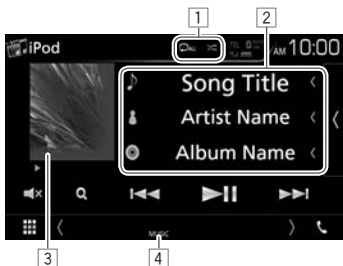 1 2
iPod AM 10:00
Song Title
Artist Name
Album Name
MUSIC
3 4